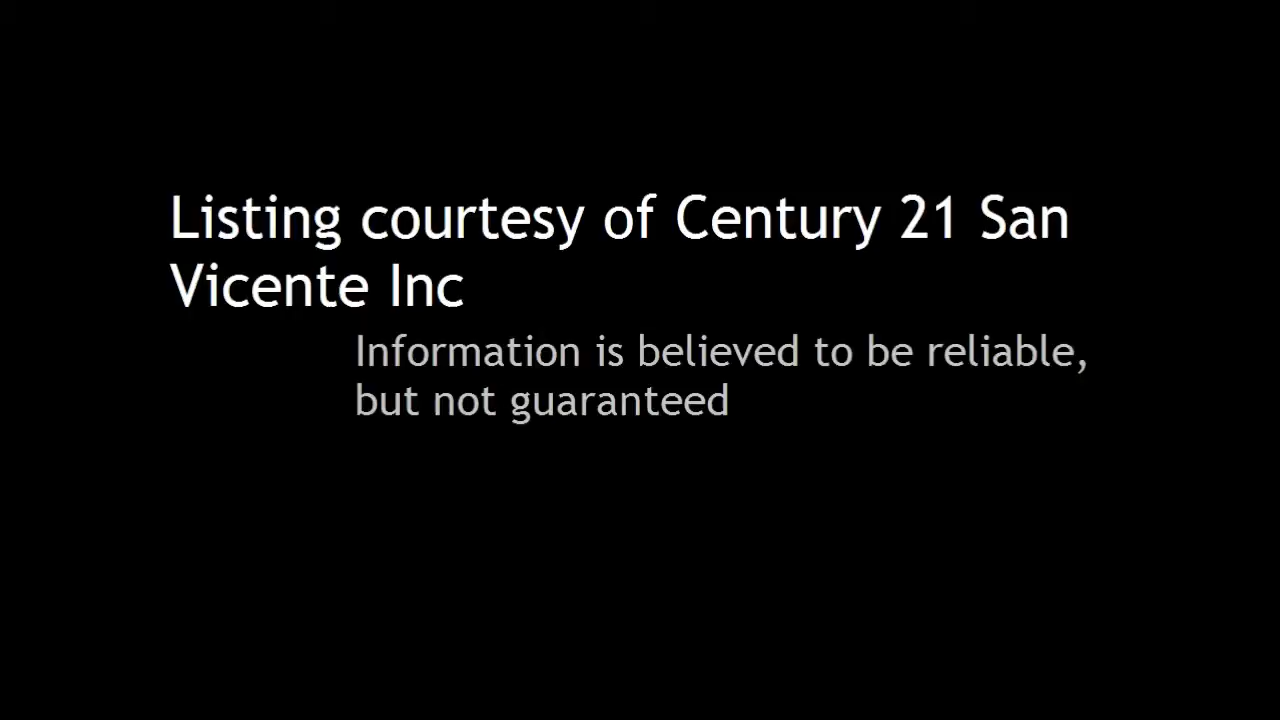 Listing courtesy of Century 21 San
Vicente Inc
Information is believed to be reliable,
but not guaranteed